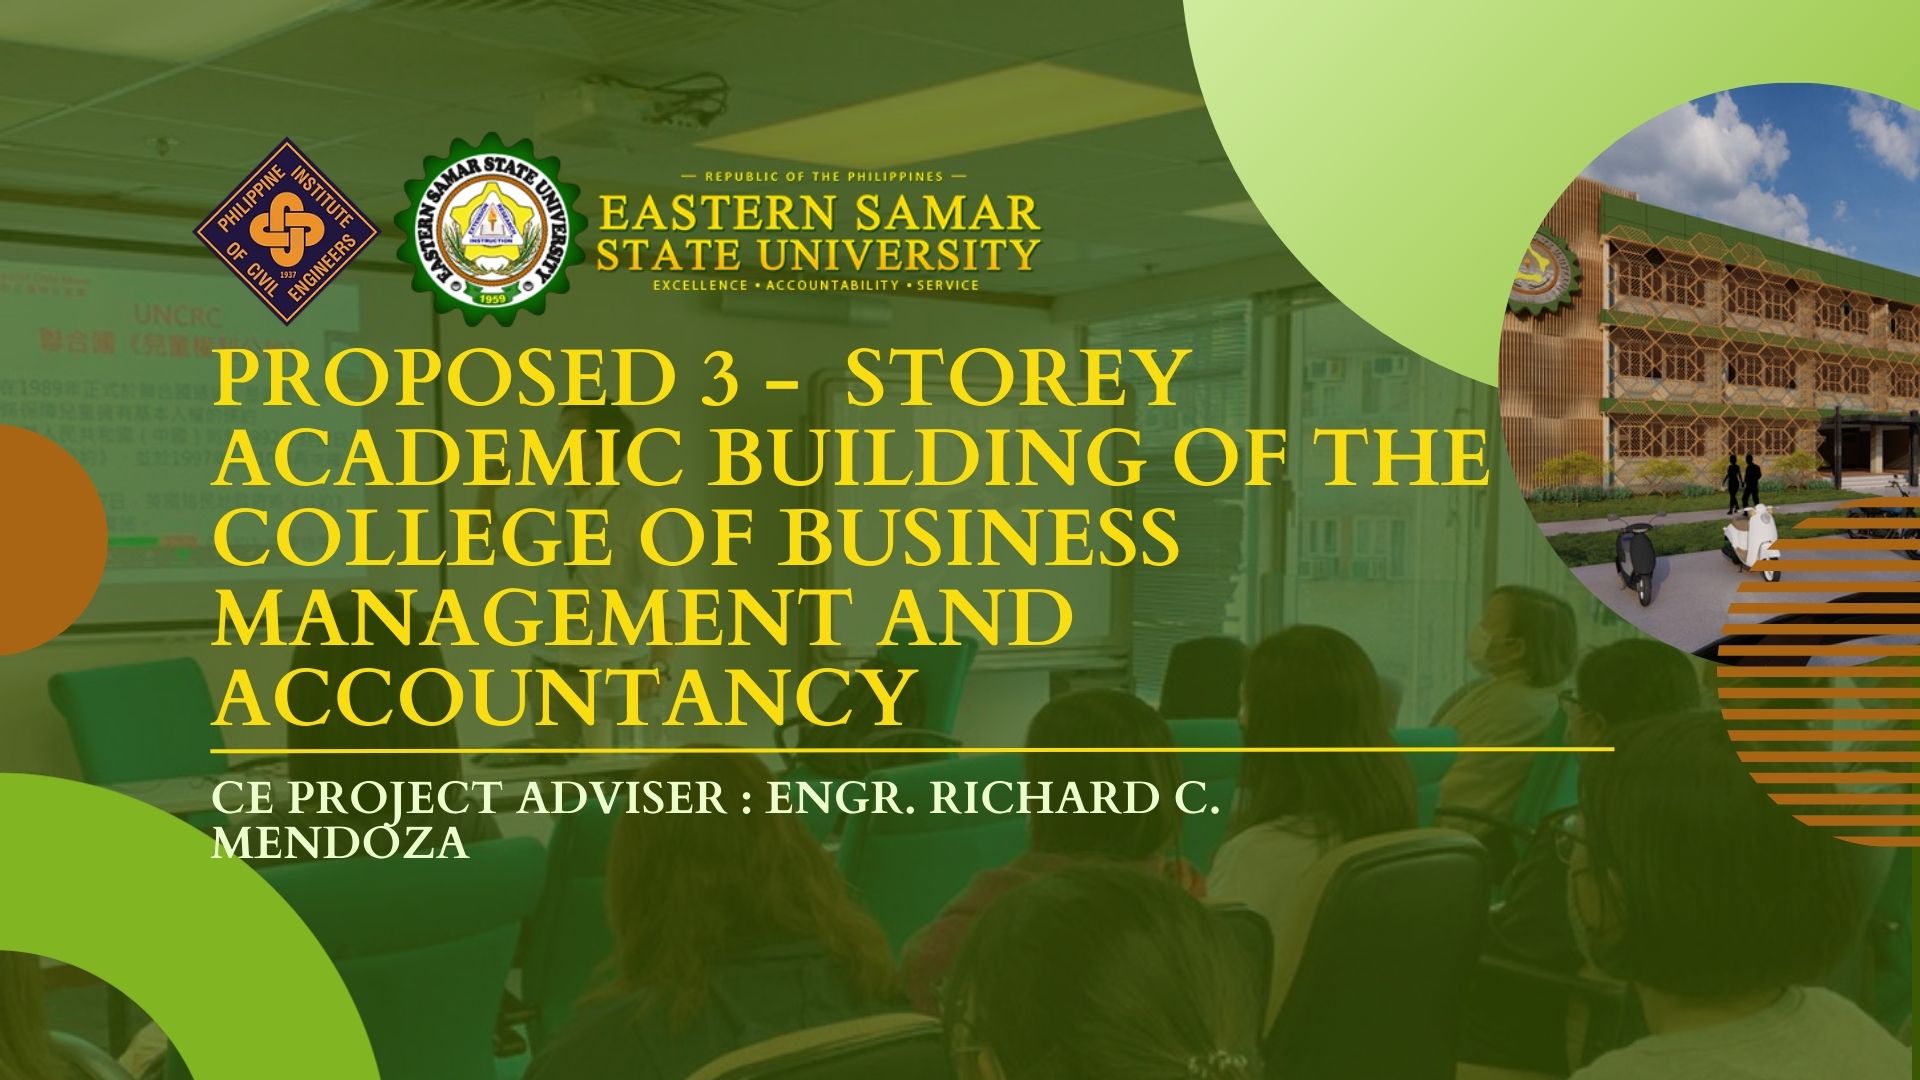 PHILIPPINE INSTITUTE
OF CIVIL ENGINEERS
1937
EASTERN SAMAR STATE UNIVERSITY
EXTENSION RESEARCH
INSTRUCTION
1959
— REPUBLIC OF THE PHILIPPINES —
EASTERN SAMAR
STATE UNIVERSITY
EXCELLENCE • ACCOUNTABILITY • SERVICE
UNCRC
PROPOSED 3 - STOREY
ACADEMIC BUILDING OF THE
COLLEGE OF BUSINESS
MANAGEMENT AND
ACCOUNTANCY
CE PROJECT ADVISER : ENGR. RICHARD C.
MENDOZA